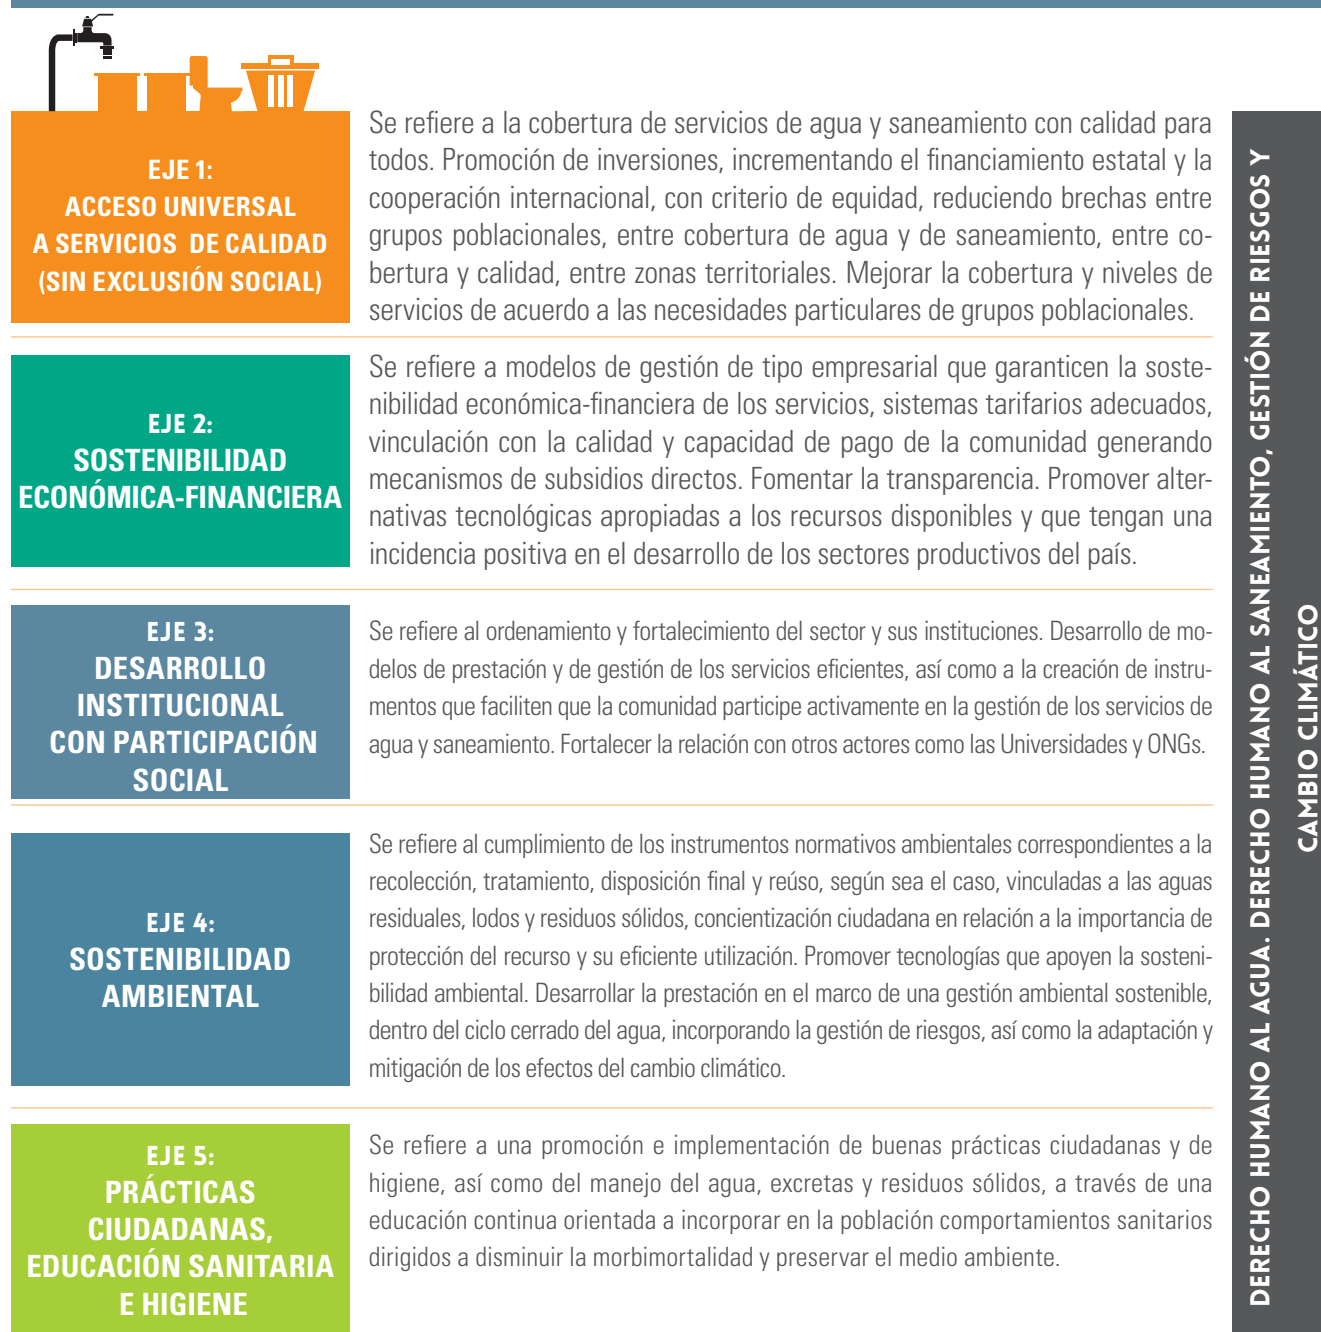 EJE 1:
ACCESO UNIVERSAL
A SERVICIOS DE CALIDAD
(SIN EXCLUSIÓN SOCIAL)
Se refiere a la cobertura de servicios de agua y saneamiento con calidad para
todos. Promoción de inversiones, incrementando el financiamiento estatal y la
cooperación internacional, con criterio de equidad, reduciendo brechas entre
grupos poblacionales, entre cobertura de agua y de saneamiento, entre co-
bertura y calidad, entre zonas territoriales. Mejorar la cobertura y niveles de
servicios de acuerdo a las necesidades particulares de grupos poblacionales.
EJE 2:
SOSTENIBILIDAD
ECONÓMICA-FINANCIERA
Se refiere a modelos de gestión de tipo empresarial que garanticen la soste-
nibilidad económica-financiera de los servicios, sistemas tarifarios adecuados,
vinculación con la calidad y capacidad de pago de la comunidad generando
mecanismos de subsidios directos. Fomentar la transparencia. Promover alter-
nativas tecnológicas apropiadas a los recursos disponibles y que tengan una
incidencia positiva en el desarrollo de los sectores productivos del país.
EJE 3:
DESARROLLO
INSTITUCIONAL
CON PARTICIPACIÓN
SOCIAL
Se refiere al ordenamiento y fortalecimiento del sector y sus instituciones. Desarrollo de mo-
delos de prestación y de gestión de los servicios eficientes, así como a la creación de instru-
mentos que faciliten que la comunidad participe activamente en la gestión de los servicios de
agua y saneamiento. Fortalecer la relación con otros actores como las Universidades y ONGs.
EJE 4:
SOSTENIBILIDAD
AMBIENTAL
Se refiere al cumplimiento de los instrumentos normativos ambientales correspondientes a la
recolección, tratamiento, disposición final y reúso, según sea el caso, vinculadas a las aguas
residuales, lodos y residuos sólidos, concientización ciudadana en relación a la importancia de
protección del recurso y su eficiente utilización. Promover tecnologías que apoyen la sosteni-
bilidad ambiental. Desarrollar la prestación en el marco de una gestión ambiental sostenible,
dentro del ciclo cerrado del agua, incorporando la gestión de riesgos, así como la adaptación y
mitigación de los efectos del cambio climático.
EJE 5:
PRÁCTICAS
CIUDADANAS,
EDUCACIÓN SANITARIA
E HIGIENE
Se refiere a una promoción e implementación de buenas prácticas ciudadanas y de
higiene, así como del manejo del agua, excretas y residuos sólidos, a través de una
educación continua orientada a incorporar en la población comportamientos sanitarios
dirigidos a disminuir la morbimortalidad y preservar el medio ambiente.
DERECHO HUMANO AL AGUA. DERECHO HUMANO AL SANEAMIENTO, GESTIÓN DE RIESGOS Y
CAMBIO CLIMÁTICO